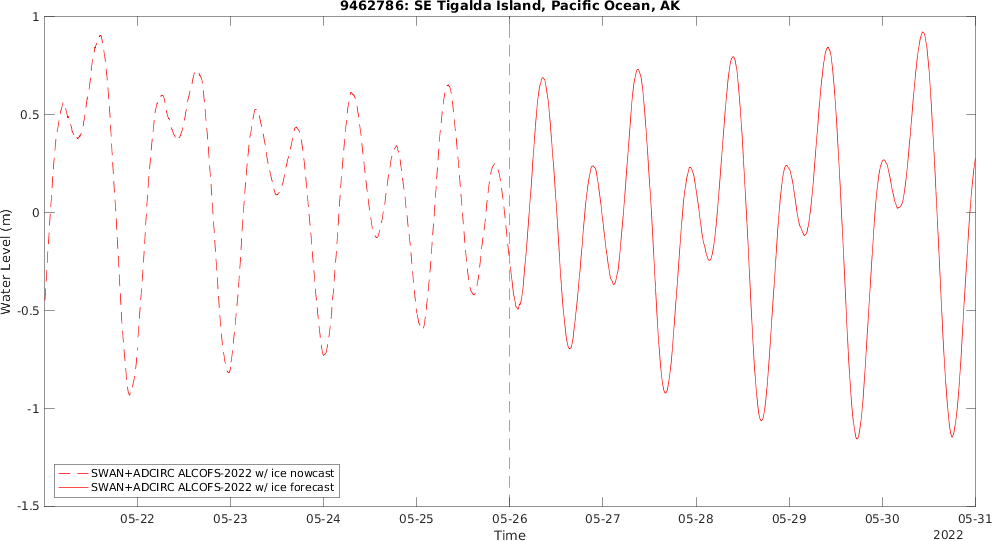 9462786: SE Tigalda Island, Pacific Ocean, AK
1
0.5
0
-0.5
-1
-1.5
Water Level (m)
SWAN+ADCIRC ALCOFS-2022 w/ ice nowcast
SWAN+ADCIRC ALCOFS-2022 w/ ice forecast
05-22 05-23 05-24 05-25 05-26 05-27 05-28 05-29 05-30 05-31
Time
2022